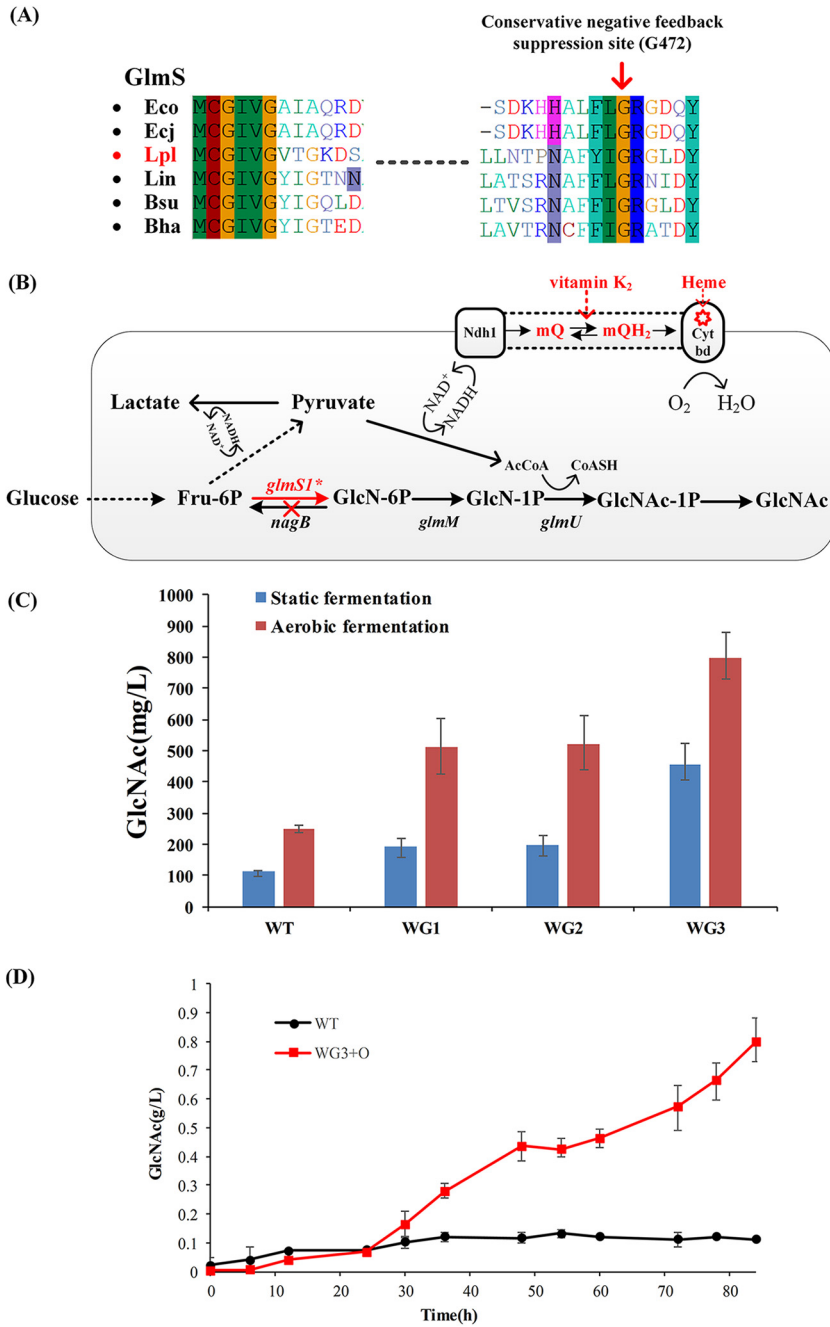 (A)
Conservative negative feedback
suppression site (G472)
GlmS
• Eco MCGIVGAIAQRD -SDKHHALFLGRGDQY
• Ecj MCGIVGAIAQRD -SDKHHALFLGRGDQY
• Lpl MCGIVGVTGKDS LLNTPNAFYIGRGLDY
• Lin MCGIVGYIGTNN LATSRNAFFLGRNIDY
• Bsu MCGIVGYIGQLD LTVSRNAFFIGRGLDY
• Bha MCGIVGYIGTED LAVTRNCFFIGRATDY
(B)
vitamin K2
Heme
Ndh1
mQ
mQH2
Cyt
bd
NAD+
NADH
O2
H2O
Lactate
Pyruvate
NADH
NAD+
AcCoA
CoASH
Glucose
Fru-6P
glmS1*
nagB
GlcN-6P
glmM
GlcN-1P
glmU
GlcNAc-1P
GlcNAc
(C)
GlcNAc(mg/L)
1000
900
800
700
600
500
400
300
200
100
0
Static fermentation
Aerobic fermentation
WT WG1 WG2 WG3
(D)
GlcNAc(g/L)
1
0.9
0.8
0.7
0.6
0.5
0.4
0.3
0.2
0.1
0
WT
WG3+O
0 10 20 30 40 50 60 70 80
Time(h)